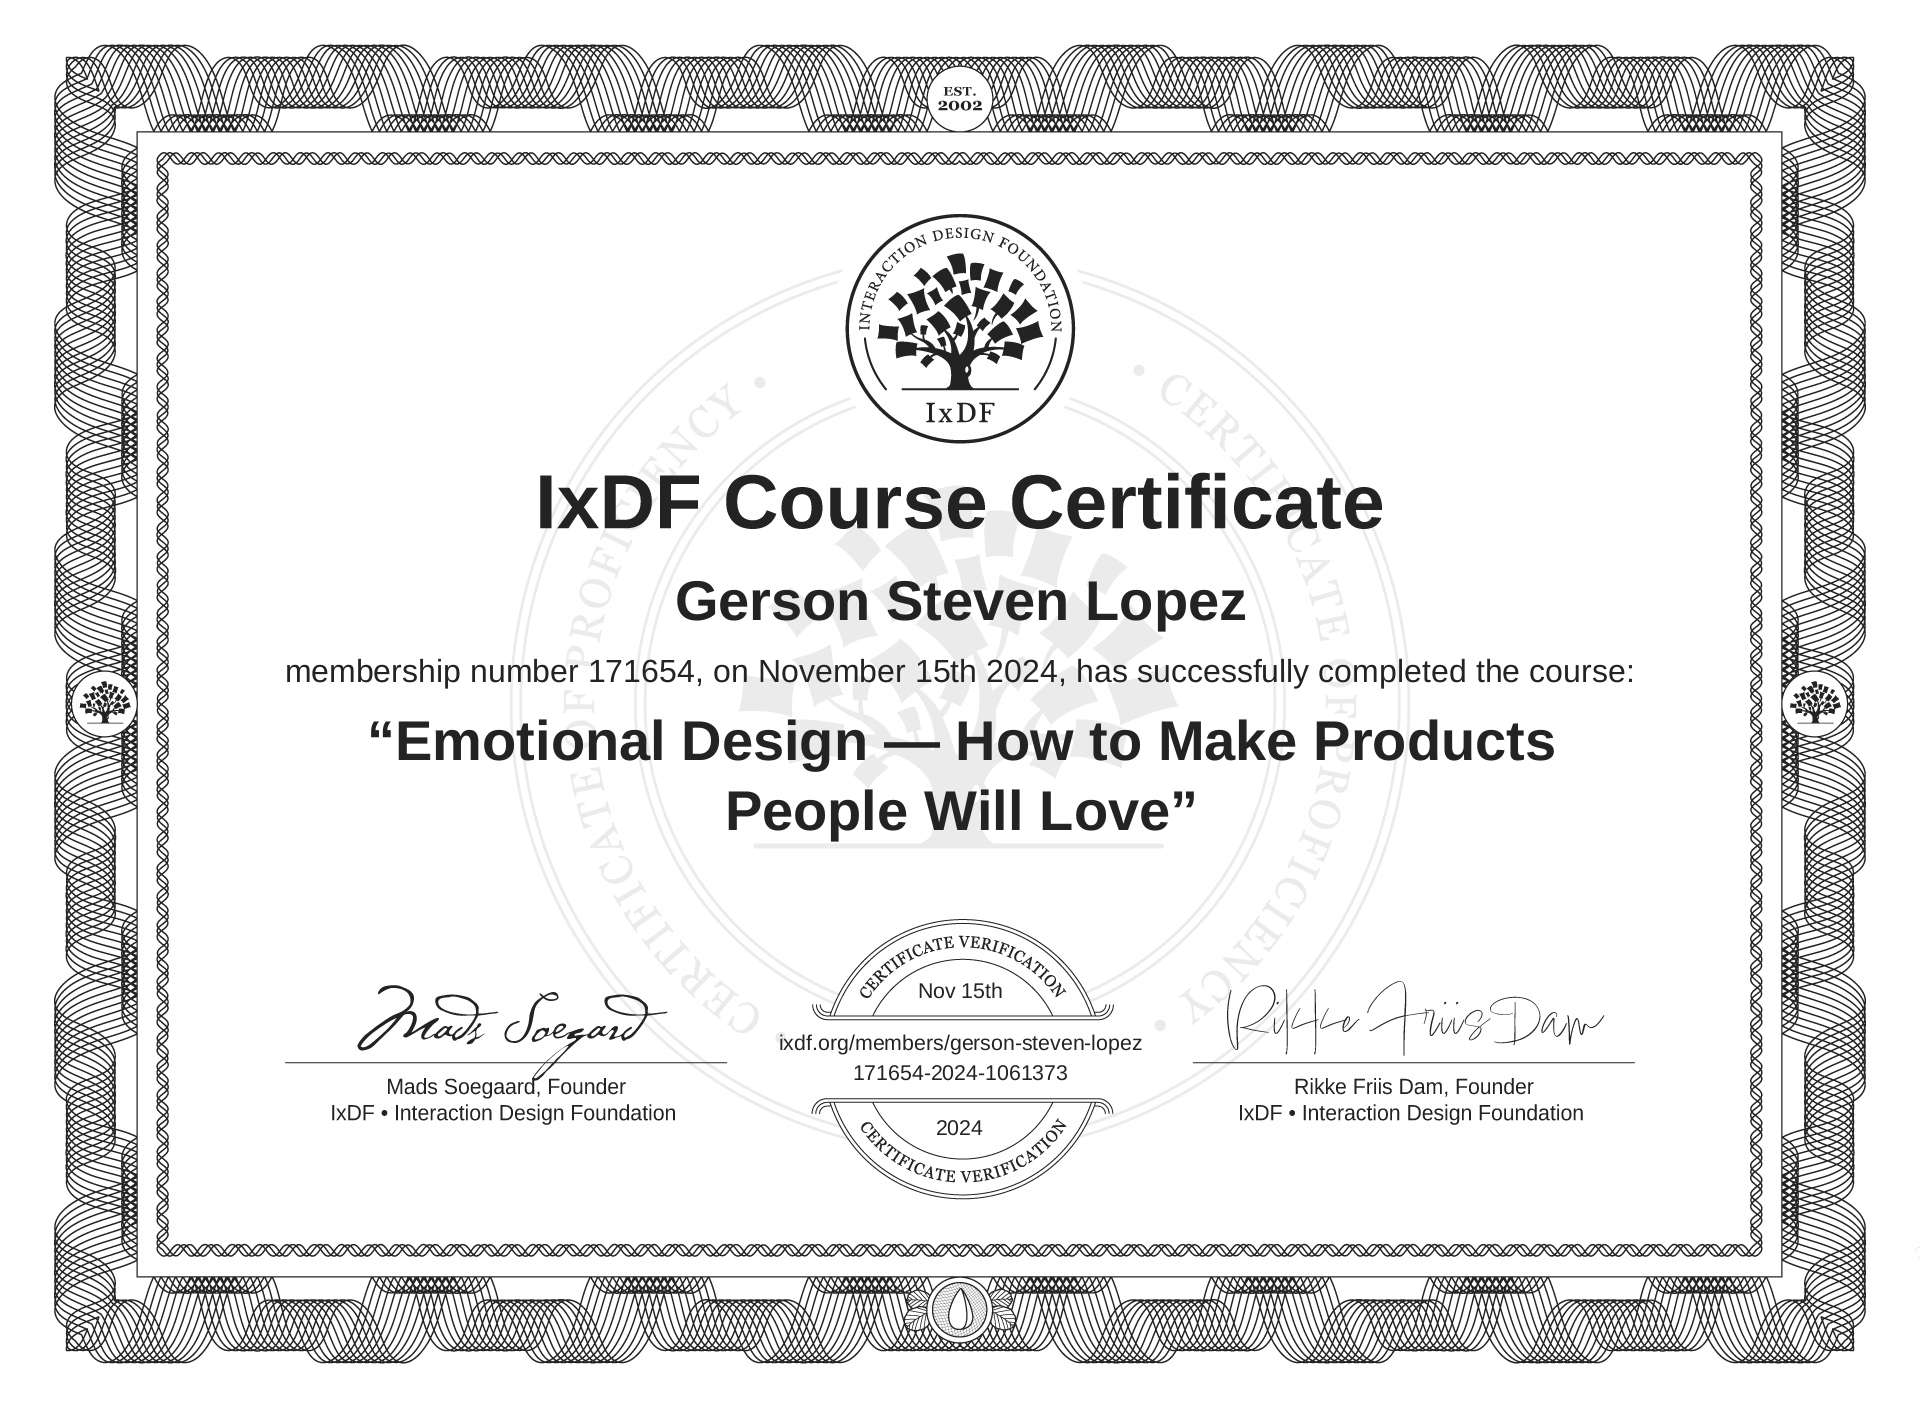 EST.
2002
INTERACTION DESIGN FOUNDATION
IxDF
• CERTIFICATE OF PROFICIENCY •
• CERTIFICATE OF PROFICIENCY •
IxDF Course Certificate
Gerson Steven Lopez
membership number 171654, on November 15th 2024, has successfully completed the course:
“Emotional Design — How to Make Products
People Will Love”
Mads Soegaard
Mads Soegaard, Founder
IxDF • Interaction Design Foundation
CERTIFICATE VERIFICATION
Nov 15th
ixdf.org/members/gerson-steven-lopez
171654-2024-1061373
2024
CERTIFICATE VERIFICATION
Rikke Friis Dam
Rikke Friis Dam, Founder
IxDF • Interaction Design Foundation